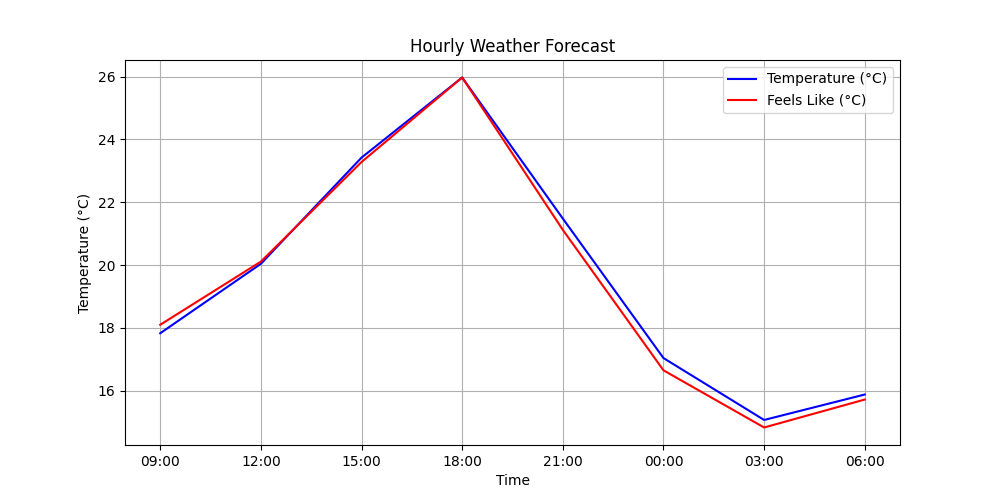 Hourly Weather Forecast
Temperature (°C)
Feels Like (°C)
Temperature (°C)
26
24
22
20
18
16
09:00 12:00 15:00 18:00 21:00 00:00 03:00 06:00
Time